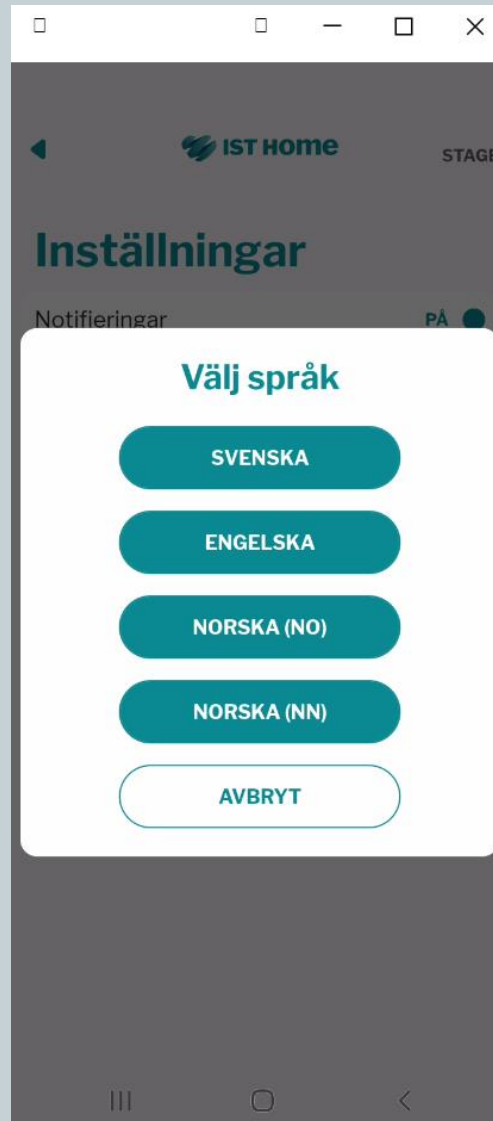 IST Home
STAGE
Inställningar
Notifieringar PÅ
Välj språk
SVENSKA
ENGELSKA
NORSKA (NO)
NORSKA (NN)
AVBRYT